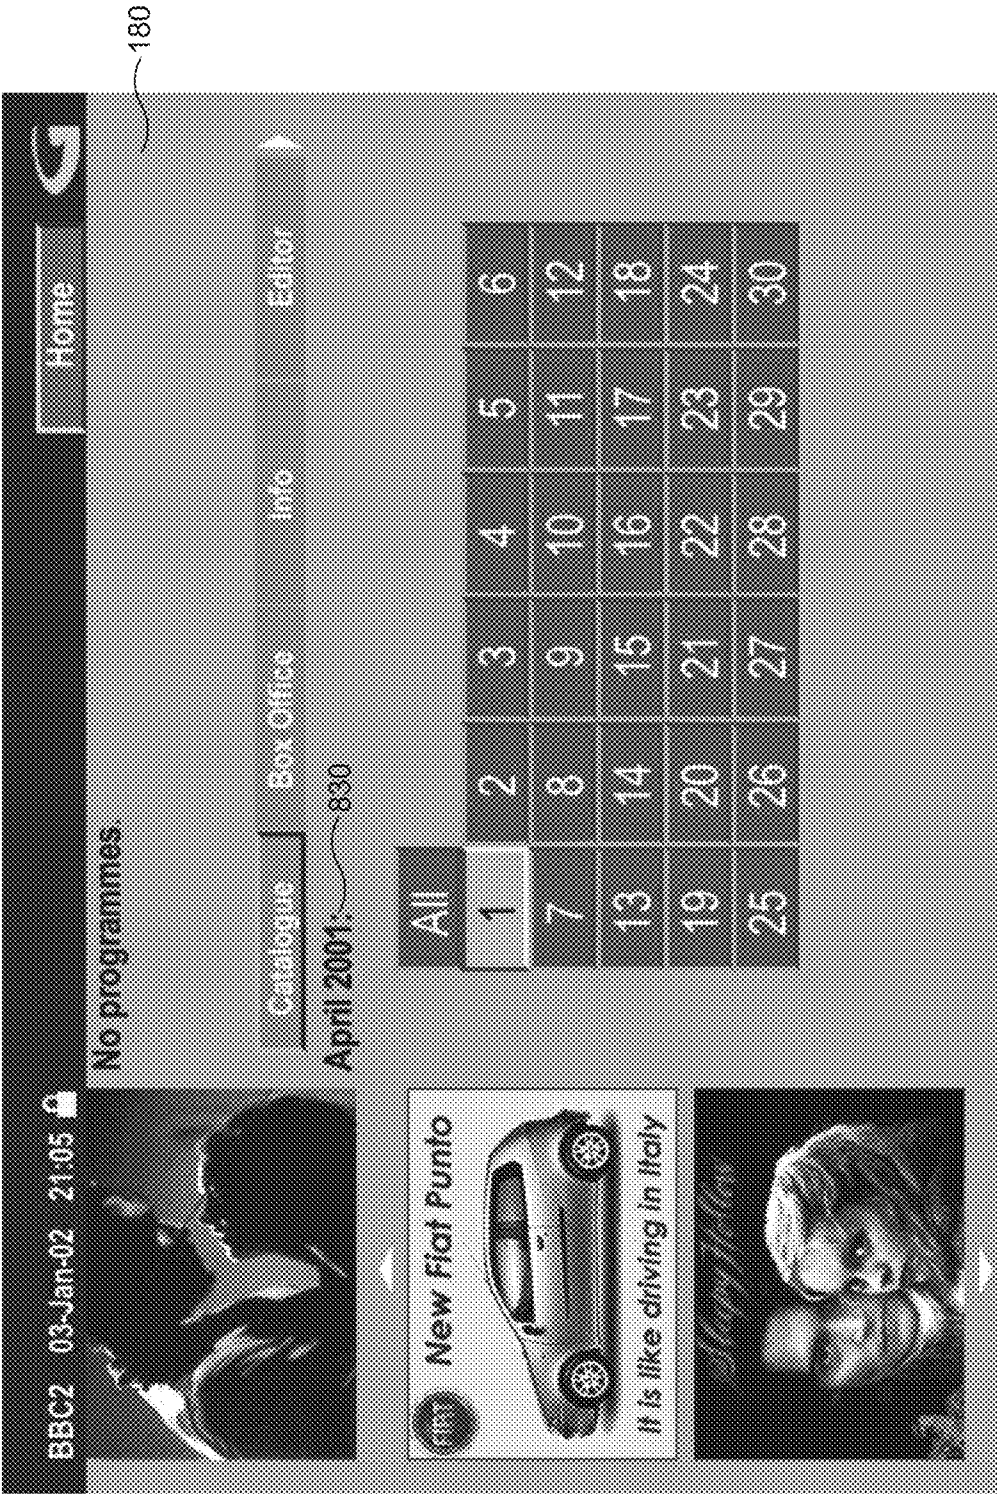 BBC2 03-Jan-02 21:05 Home
No programmes.
Catalogue Box Office Info Editor
April 2001:
All
1 2 3 4 5 6
7 8 9 10 11 12
13 14 15 16 17 18
19 20 21 22 23 24
25 26 27 28 29 30
FIAT New Fiat Punto
It is like driving in Italy
180
830